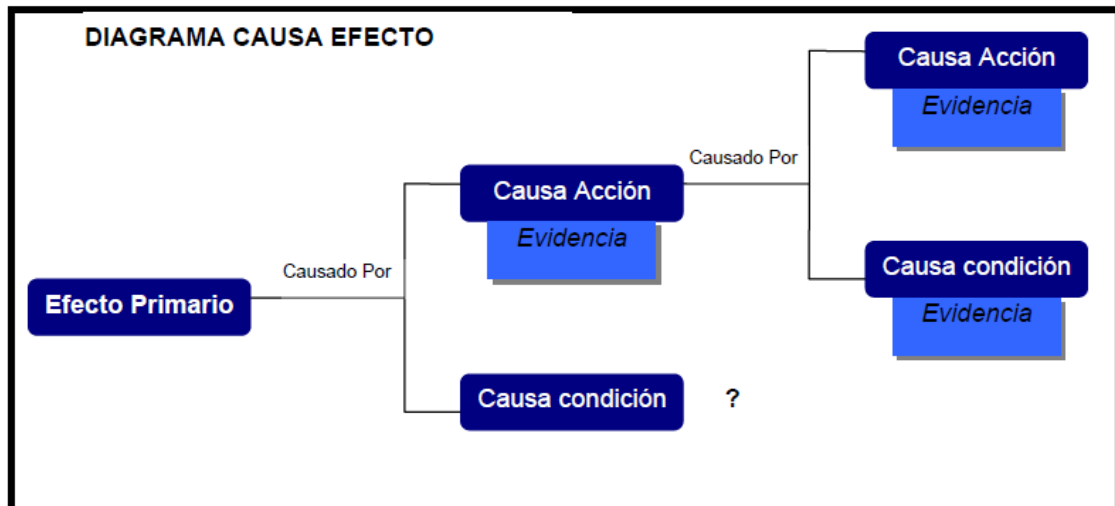 DIAGRAMA CAUSA EFECTO
Causa Acción
Evidencia
Causado Por
Causa Acción
Evidencia
Causa condición
Evidencia
Causado Por
Efecto Primario
Causa condición
?